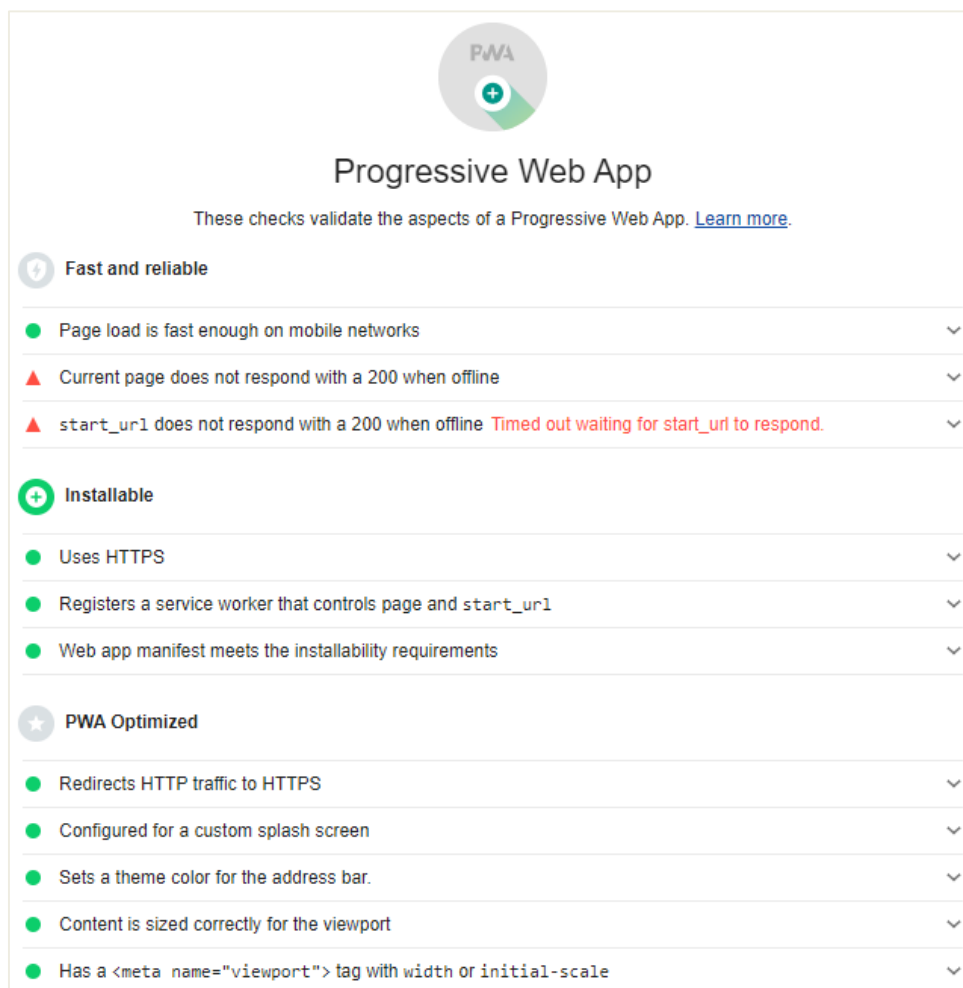 PWA
Progressive Web App
These checks validate the aspects of a Progressive Web App. Learn more.
Fast and reliable
Page load is fast enough on mobile networks
Current page does not respond with a 200 when offline
start_url does not respond with a 200 when offline Timed out waiting for start_url to respond.
Installable
Uses HTTPS
Registers a service worker that controls page and start_url
Web app manifest meets the installability requirements
PWA Optimized
Redirects HTTP traffic to HTTPS
Configured for a custom splash screen
Sets a theme color for the address bar.
Content is sized correctly for the viewport
Has a <meta name="viewport"> tag with width or initial-scale